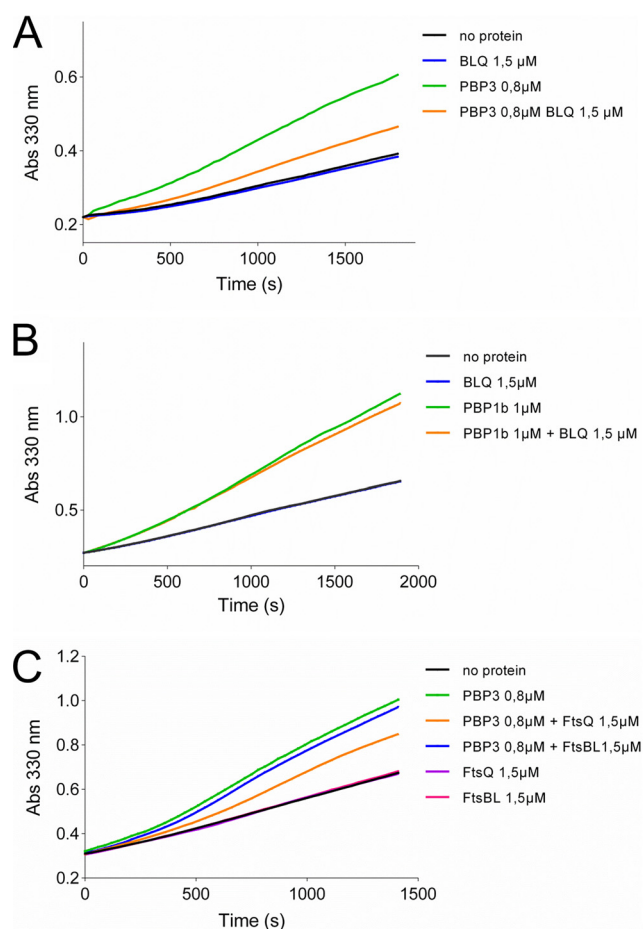 A
no protein
BLQ 1,5 µM
PBP3 0,8µM
PBP3 0,8µM BLQ 1,5 µM
Abs 330 nm
0.6
0.4
0.2
0 500 1000 1500
Time (s)
B
no protein
BLQ 1,5µM
PBP1b 1µM
PBP1b 1µM + BLQ 1,5 µM
Abs 330 nm
1.0
0.5
0 500 1000 1500 2000
Time (s)
C
no protein
PBP3 0,8µM
PBP3 0,8µM + FtsQ 1,5µM
PBP3 0,8µM + FtsBL1,5µM
FtsQ 1,5µM
FtsBL 1,5µM
Abs 330 nm
1.2
1.0
0.8
0.6
0.4
0.2
0 500 1000 1500
Time (s)